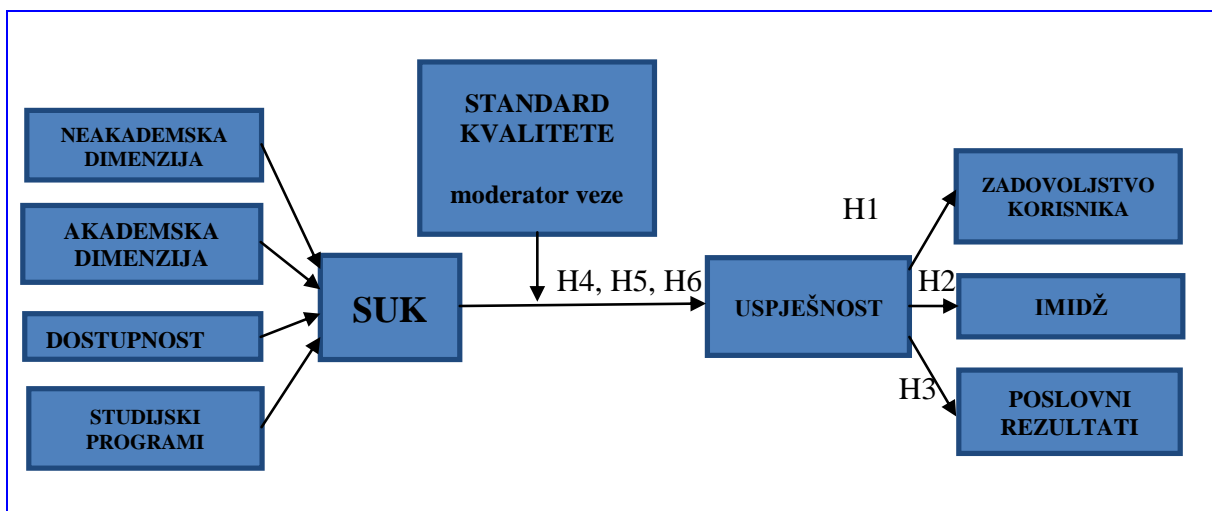 NEAKADEMSKA
DIMENZIJA
AKADEMSKA
DIMENZIJA
DOSTUPNOST
STUDIJSKI
PROGRAMI
SUK
STANDARD
KVALITETE
moderator veze
H4, H5, H6
USPJEŠNOST
H1
H2
H3
ZADOVOLJSTVO
KORISNIKA
IMIDŽ
POSLOVNI
REZULTATI